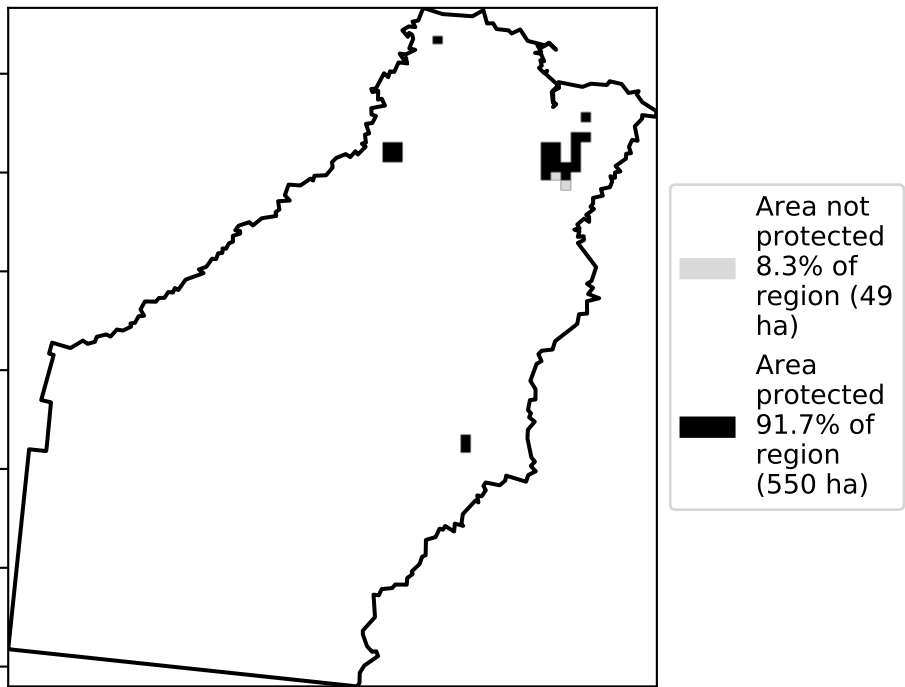 Area not
protected
8.3% of
region (49
ha)
Area
protected
91.7% of
region
(550 ha)